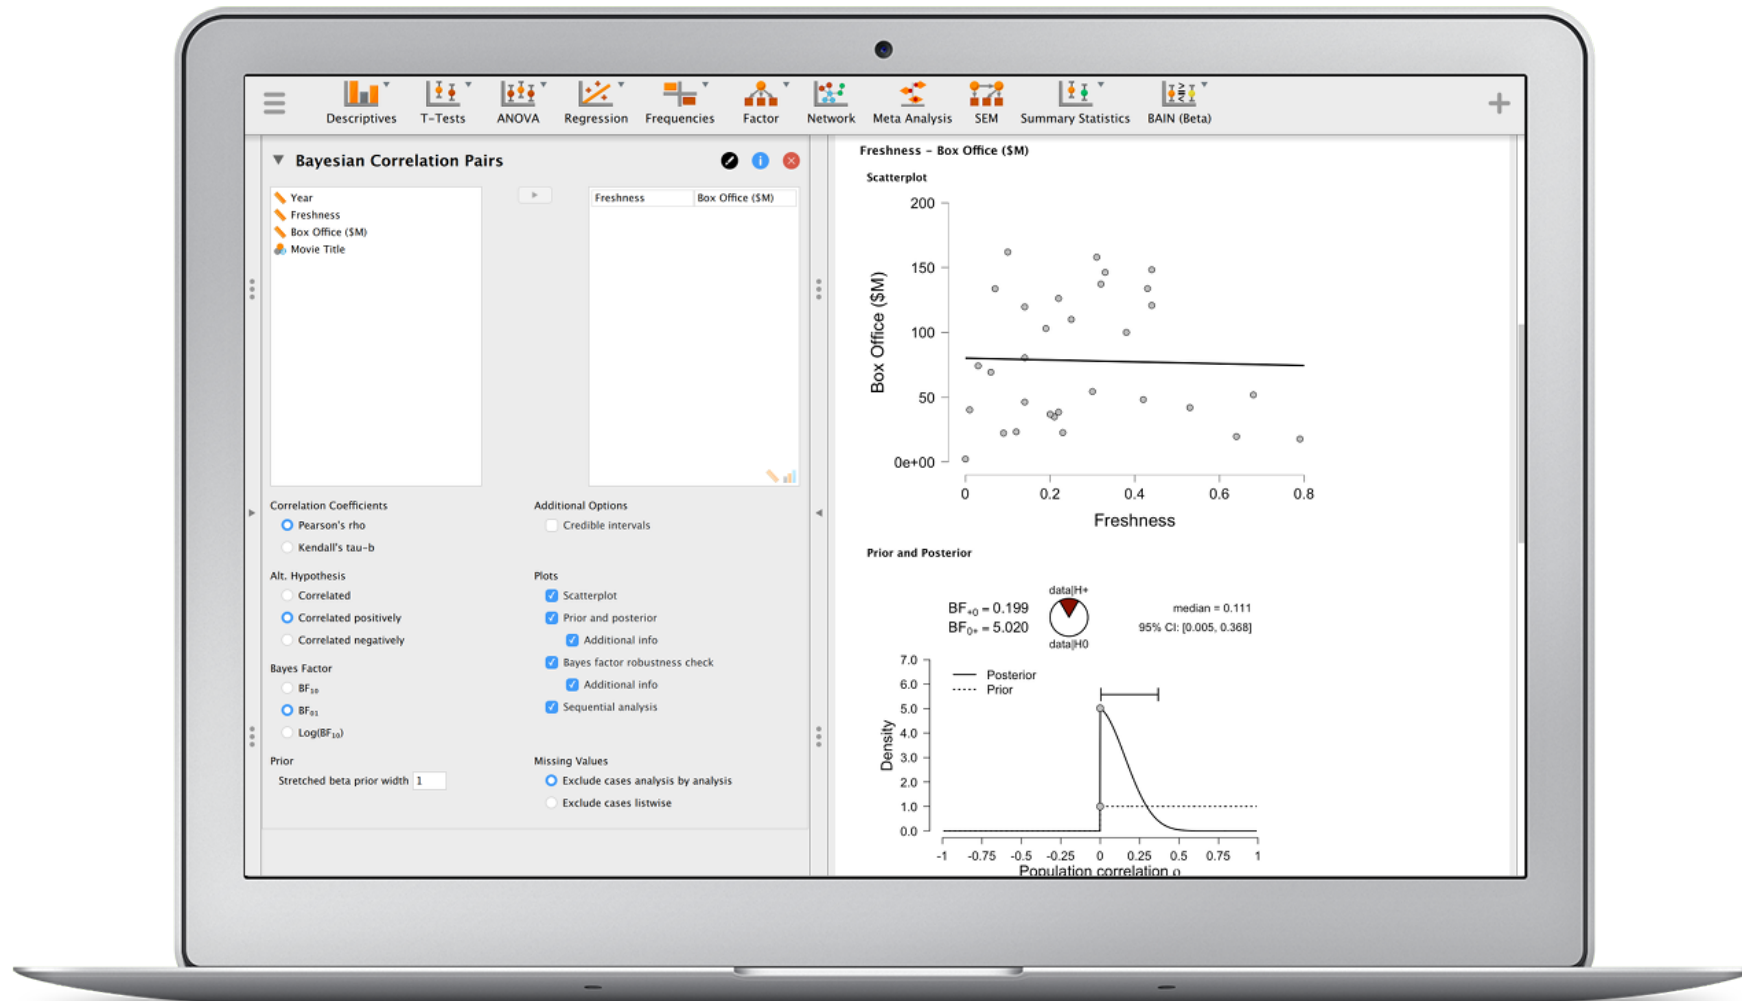 Descriptives
T-Tests
ANOVA
Regression
Frequencies
Factor
Network
Meta Analysis
SEM
Summary Statistics
BAIN (Beta)
Bayesian Correlation Pairs
Year
Freshness
Box Office ($M)
Movie Title
Freshness Box Office ($M)
Correlation Coefficients
Pearson's rho
Kendall's tau-b
Alt. Hypothesis
Correlated
Correlated positively
Correlated negatively
Bayes Factor
BF₁₀
BF₀₁
Log(BF₁₀)
Prior
Stretched beta prior width 1
Additional Options
Credible intervals
Plots
Scatterplot
Prior and posterior
Additional info
Bayes factor robustness check
Additional info
Sequential analysis
Missing Values
Exclude cases analysis by analysis
Exclude cases listwise
Freshness – Box Office ($M)
Scatterplot
200
150
100
50
0e+00
Box Office ($M)
0 0.2 0.4 0.6 0.8
Freshness
Prior and Posterior
BF₊₀ = 0.199
BF₀₊ = 5.020
data|H+
data|H0
median = 0.111
95% CI: [0.005, 0.368]
Posterior
Prior
7.0
6.0
5.0
4.0
3.0
2.0
1.0
0.0
Density
-1 -0.75 -0.5 -0.25 0 0.25 0.5 0.75 1
Population correlation ρ